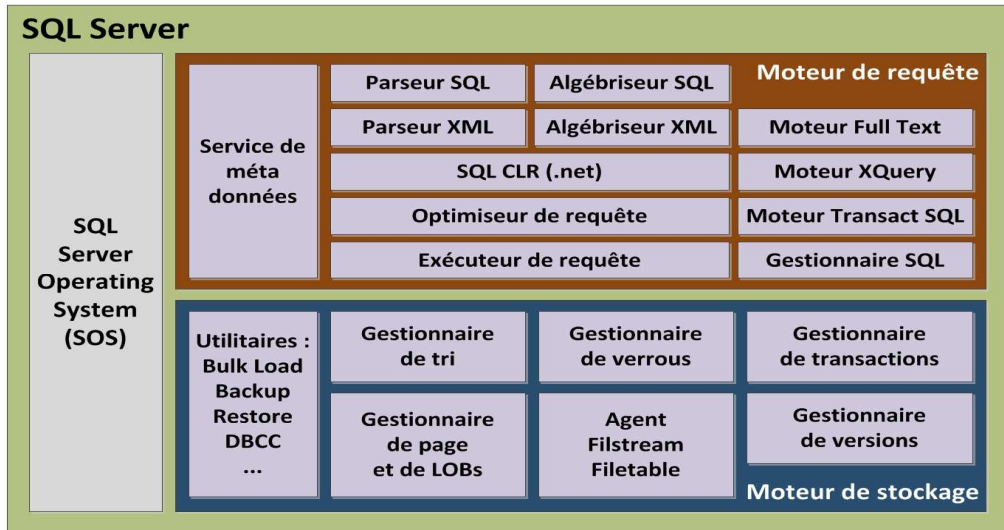 SQL Server
SQL
Server
Operating
System
(SOS)
Moteur de requête
Service de
méta
données
Parseur SQL
Algébriseur SQL
Parseur XML
Algébriseur XML
Moteur Full Text
SQL CLR (.net)
Moteur XQuery
Optimiseur de requête
Moteur Transact SQL
Exécuteur de requête
Gestionnaire SQL
Utilitaires :
Bulk Load
Backup
Restore
DBCC
...
Gestionnaire
de tri
Gestionnaire
de verrous
Gestionnaire
de transactions
Gestionnaire
de page
et de LOBs
Agent
Filstream
Filetable
Gestionnaire
de versions
Moteur de stockage